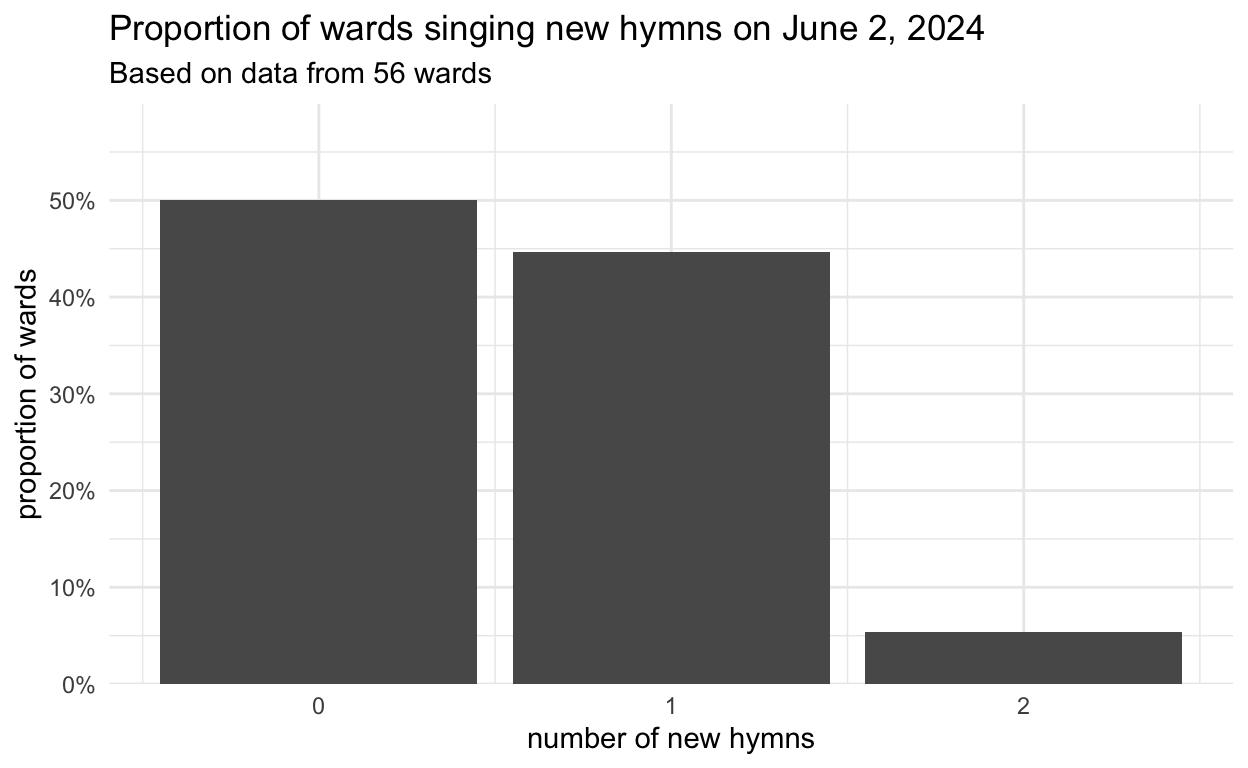 Proportion of wards singing new hymns on June 2, 2024
Based on data from 56 wards
proportion of wards
50%
40%
30%
20%
10%
0%
0
1
2
number of new hymns